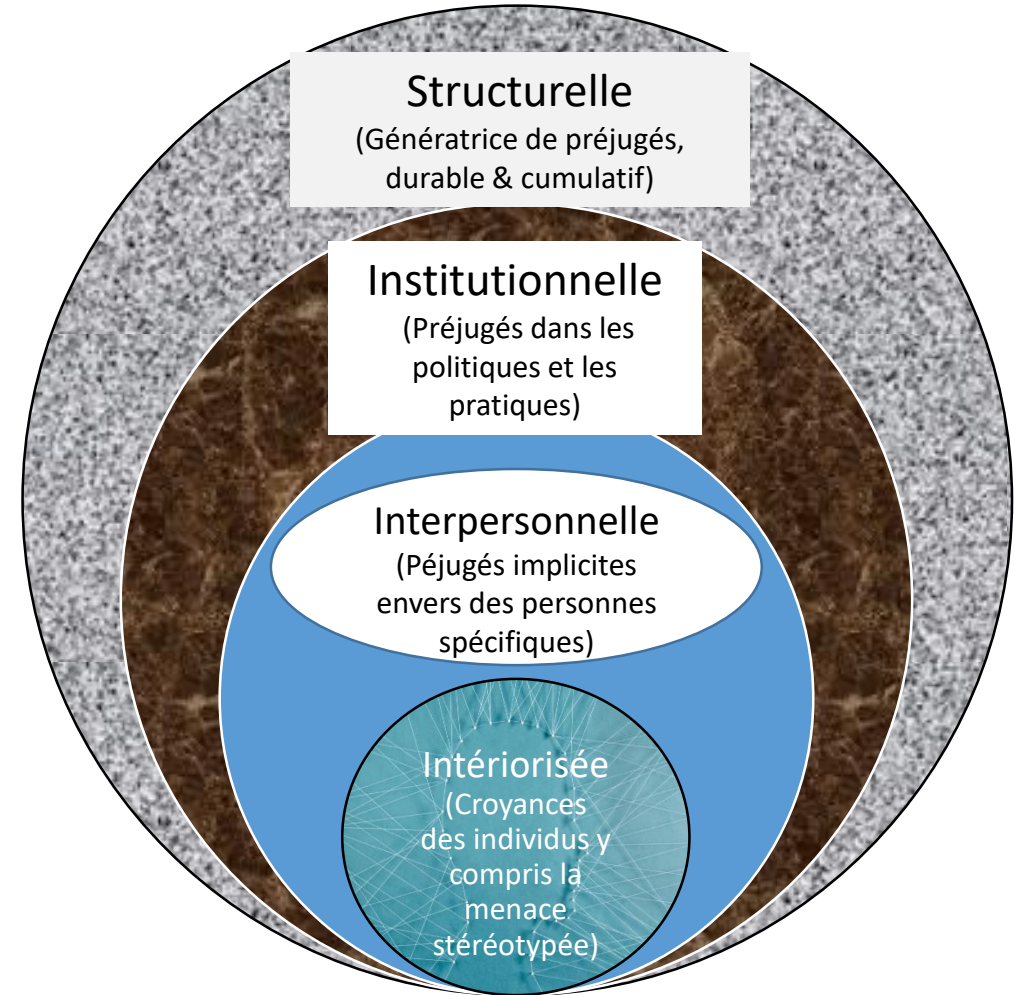 Structurelle
(Génératrice de préjugés,
durable & cumulatif)
Institutionnelle
(Préjugés dans les
politiques et les
pratiques)
Interpersonnelle
(Péjugés implicites
envers des personnes
spécifiques)
Intériorisée
(Croyances
des individus y
compris la
menace
stéréotypée)